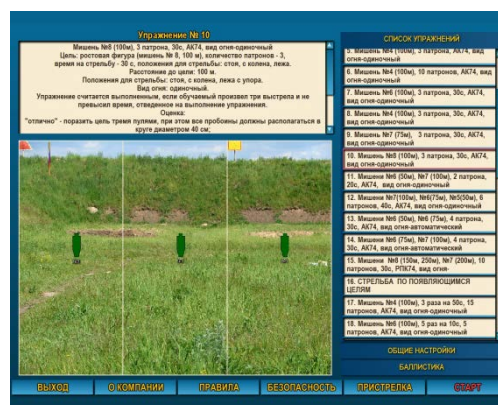 Упражнение № 10
Мишень №8 (100м), 3 патрона, 30с, АК74, вид огня-одиночный
Цель: ростовая фигура (мишень № 8, 100 м), количество патронов - 3,
время на стрельбу - 30 с, положения для стрельбы: стоя, с колена, лежа.
Расстояние до цели: 100 м.
Положения для стрельбы: стоя, с колена, лежа с упора.
Вид огня: одиночный.
Упражнение считается выполненным, если обучаемый произвел три выстрела и не
превысил время, отведенное на выполнение упражнения.
Оценка:
"отлично" - поразить цель тремя пулями, при этом все пробоины должны располагаться в
круге диаметром 40 см;
СПИСОК УПРАЖНЕНИЙ
5. Мишень №4 (100м), 3 патрона, АК74, вид
огня-одиночный
6. Мишень №4 (100м), 10 патронов, АК74, вид
огня-одиночный
7. Мишень №6 (100м), 3 патрона, 30с, АК74,
вид огня-одиночный
8. Мишень №4 (100м), 3 патрона, 30с, АК74,
вид огня-одиночный
9. Мишень №7 (75м), 3 патрона, 30с, АК74,
вид огня-одиночный
10. Мишень №8 (100м), 3 патрона, 30с, АК74,
вид огня-одиночный
11. Мишени №6 (50м), №7 (100м), 2 патрона,
20с, АК74, вид огня-одиночный
12. Мишени №7(100м), №6(75м), №5(50м), 6
патронов, 40с, АК74, вид огня-одиночный
13. Мишени №6 (50м), №6 (75м), 4 патрона,
30с, АК74, вид огня-автоматический
14. Мишени №6 (75м), №7 (100м), 4 патрона,
30с, АК74, вид огня-автоматический
15. Мишени №8 (150м, 250м), №7 (200м), 10
патронов, 30с, РПК74, вид огня-
16. СТРЕЛЬБА ПО ПОЯВЛЯЮЩИМСЯ
ЦЕЛЯМ
17. Мишень №4 (100м), 3 раза на 50с, 15
патронов, АК74, вид огня-одиночный
18. Мишень №6 (100м), 5 раз на 10с, 5
патронов, АК74, вид огня-одиночный
ОБЩИЕ НАСТРОЙКИ
БАЛЛИСТИКА
ВЫХОД
О КОМПАНИИ
ПРАВИЛА
БЕЗОПАСНОСТЬ
ПРИСТРЕЛКА
СТАРТ